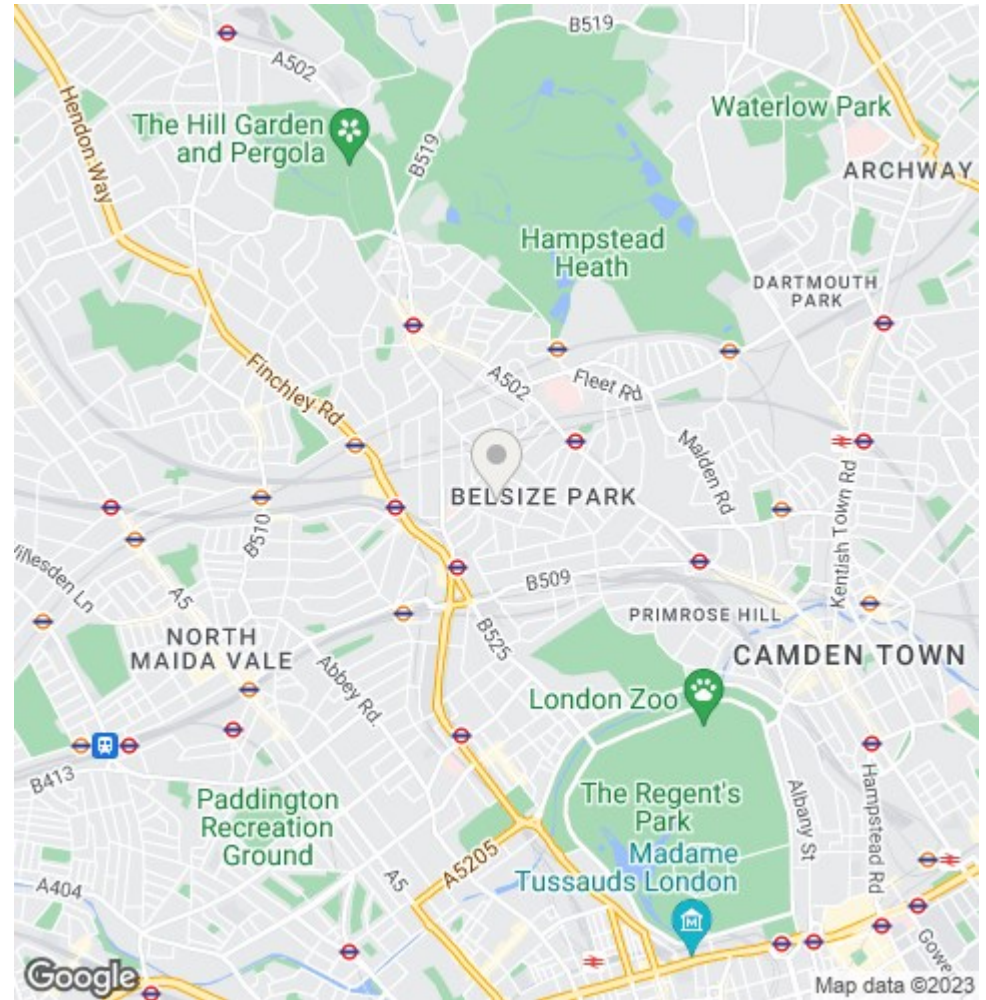 B519
A502
Hendon Way
The Hill Garden
and Pergola
B519
Waterlow Park
ARCHWAY
Hampstead
Heath
DARTMOUTH
PARK
Finchley Rd
A502
Fleet Rd
Malden Rd
BELSIZE PARK
B510
Kentish Town Rd
Willesden Ln
A5
B509
PRIMROSE HILL
NORTH
MAIDA VALE
B525
Abbey Rd.
CAMDEN TOWN
London Zoo
B413
The Regent's
Park
Albany St
Hampstead Rd
Paddington
Recreation
Ground
Madame
Tussauds London
A5205
A404
A5
Gowe
Google
Map data ©2023